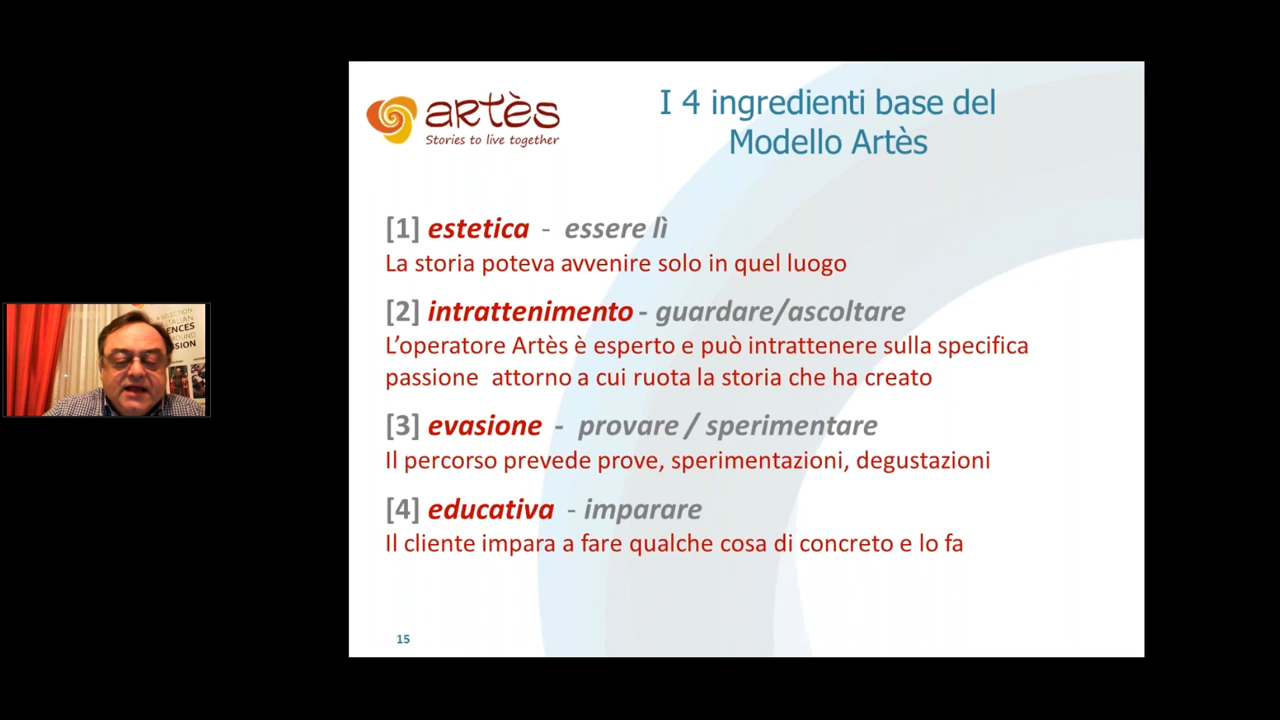 artès
Stories to live together
I 4 ingredienti base del
Modello Artès
[1] estetica - essere lì
La storia poteva avvenire solo in quel luogo
[2] intrattenimento - guardare/ascoltare
L’operatore Artès è esperto e può intrattenere sulla specifica
passione attorno a cui ruota la storia che ha creato
[3] evasione - provare / sperimentare
Il percorso prevede prove, sperimentazioni, degustazioni
[4] educativa - imparare
Il cliente impara a fare qualche cosa di concreto e lo fa
15
SELECTION